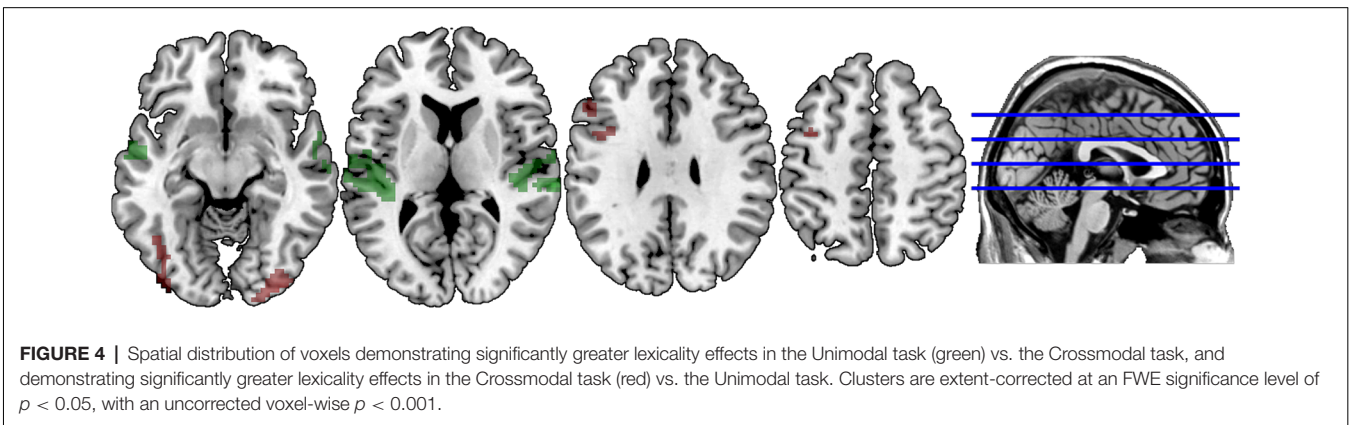 FIGURE 4 | Spatial distribution of voxels demonstrating significantly greater lexicality effects in the Unimodal task (green) vs. the Crossmodal task, and
demonstrating significantly greater lexicality effects in the Crossmodal task (red) vs. the Unimodal task. Clusters are extent-corrected at an FWE significance level of
p < 0.05, with an uncorrected voxel-wise p < 0.001.